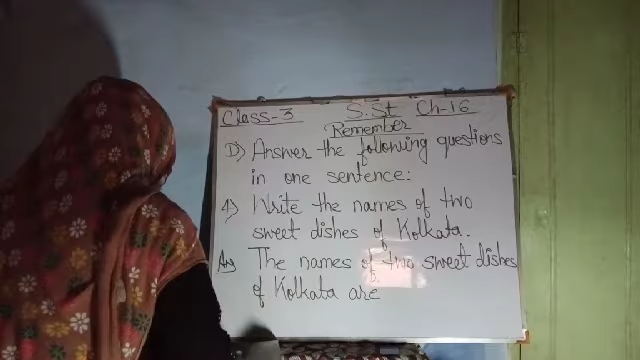 Class-3 S.St Ch-16
Remember
D) Answer the following questions
in one sentence:
1) Write the names of two
sweet dishes of Kolkata.
Ans The names of two sweet dishes
of Kolkata are